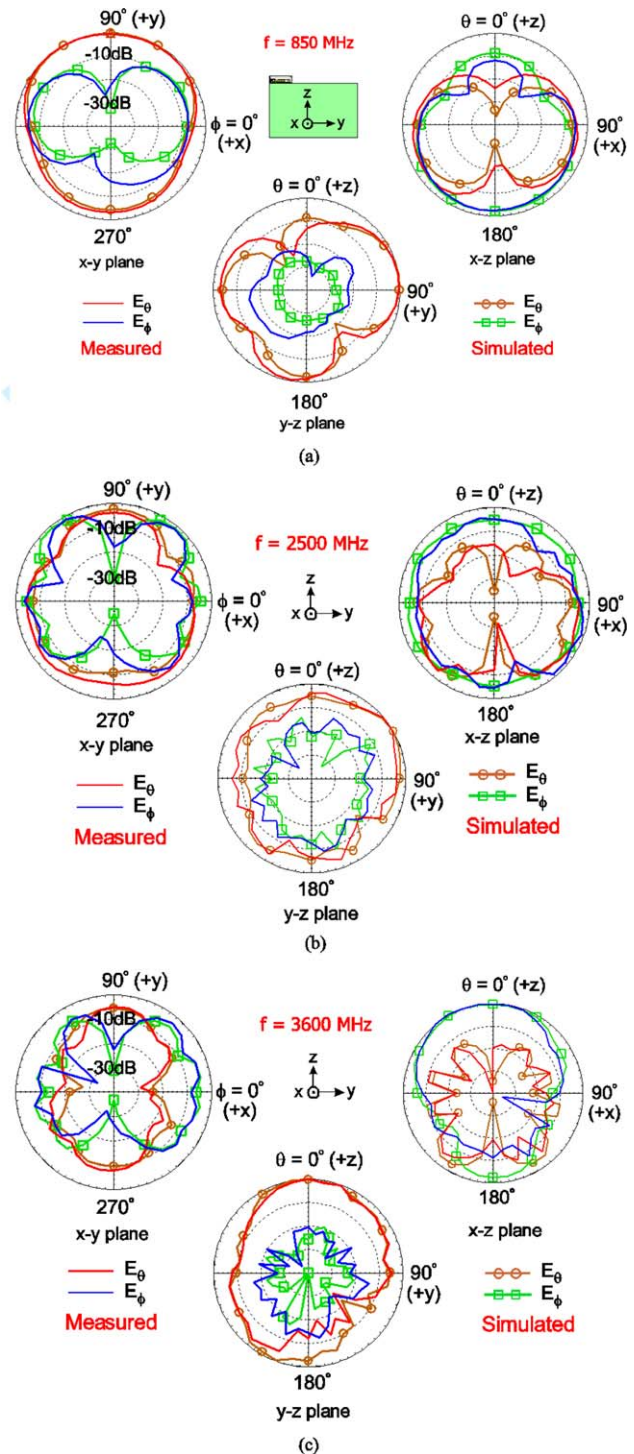 90° (+y)
-10dB
-30dB
ϕ = 0°
(+x)
270°
x-y plane
f = 850 MHz
z
x
y
θ = 0° (+z)
90°
(+x)
180°
x-z plane
θ = 0° (+z)
90°
(+y)
180°
y-z plane
Eθ
Eϕ
Measured
Eθ
Eϕ
Simulated
(a)
90° (+y)
-10dB
-30dB
ϕ = 0°
(+x)
270°
x-y plane
f = 2500 MHz
z
x
y
θ = 0° (+z)
90°
(+x)
180°
x-z plane
θ = 0° (+z)
90°
(+y)
180°
y-z plane
Eθ
Eϕ
Measured
Eθ
Eϕ
Simulated
(b)
90° (+y)
-10dB
-30dB
ϕ = 0°
(+x)
270°
x-y plane
f = 3600 MHz
z
x
y
θ = 0° (+z)
90°
(+x)
180°
x-z plane
θ = 0° (+z)
90°
(+y)
180°
y-z plane
Eθ
Eϕ
Measured
Eθ
Eϕ
Simulated
(c)